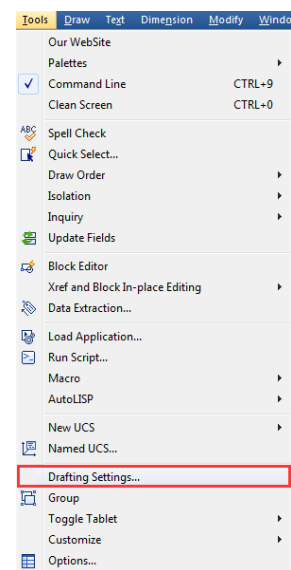 Tools Draw Text Dimension Modify
Our WebSite
Palettes
Command Line CTRL+9
Clean Screen CTRL+0
ABC Spell Check
Quick Select...
Draw Order
Isolation
Inquiry
Update Fields
Block Editor
Xref and Block In-place Editing
Data Extraction...
Load Application...
Run Script...
Macro
AutoLISP
New UCS
Named UCS...
Drafting Settings...
Group
Toggle Tablet
Customize
Options...